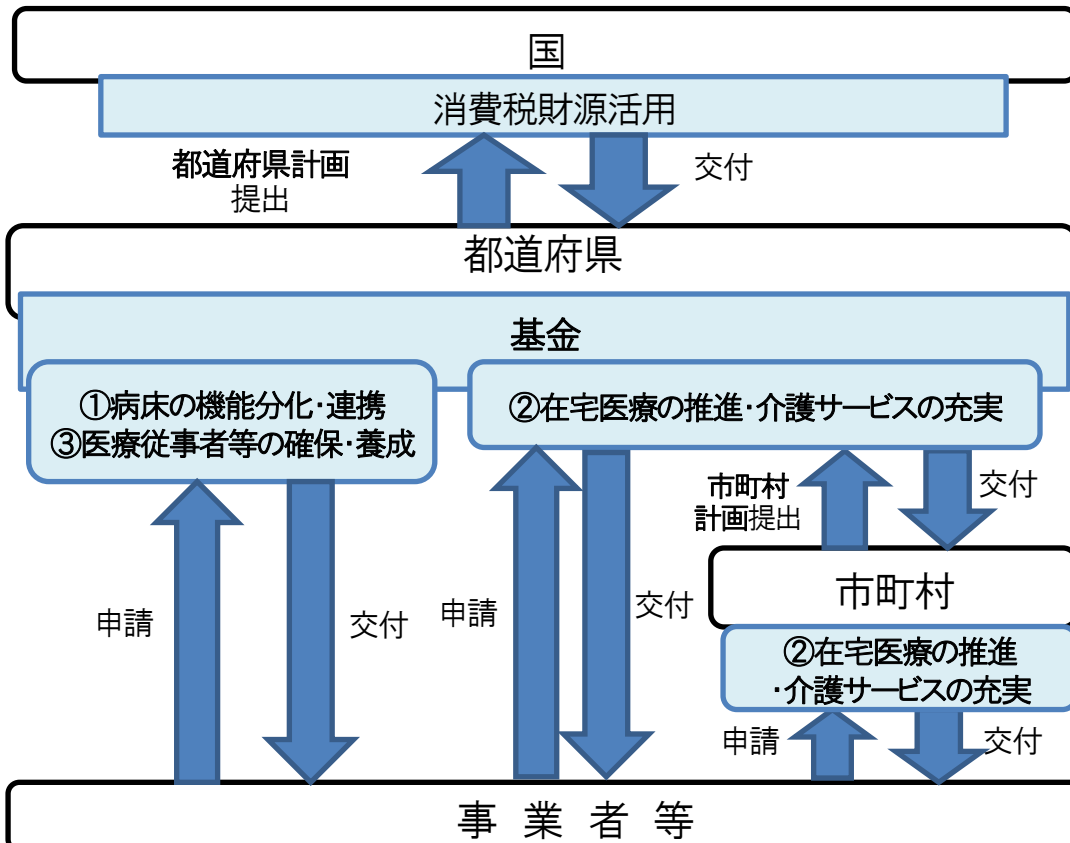 国
消費税財源活用
都道府県計画
提出
交付
都道府県
基金
①病床の機能分化・連携
③医療従事者等の確保・養成
②在宅医療の推進・介護サービスの充実
市町村
計画提出
交付
市町村
申請
交付
申請
交付
②在宅医療の推進
・介護サービスの充実
申請
交付
事業者等